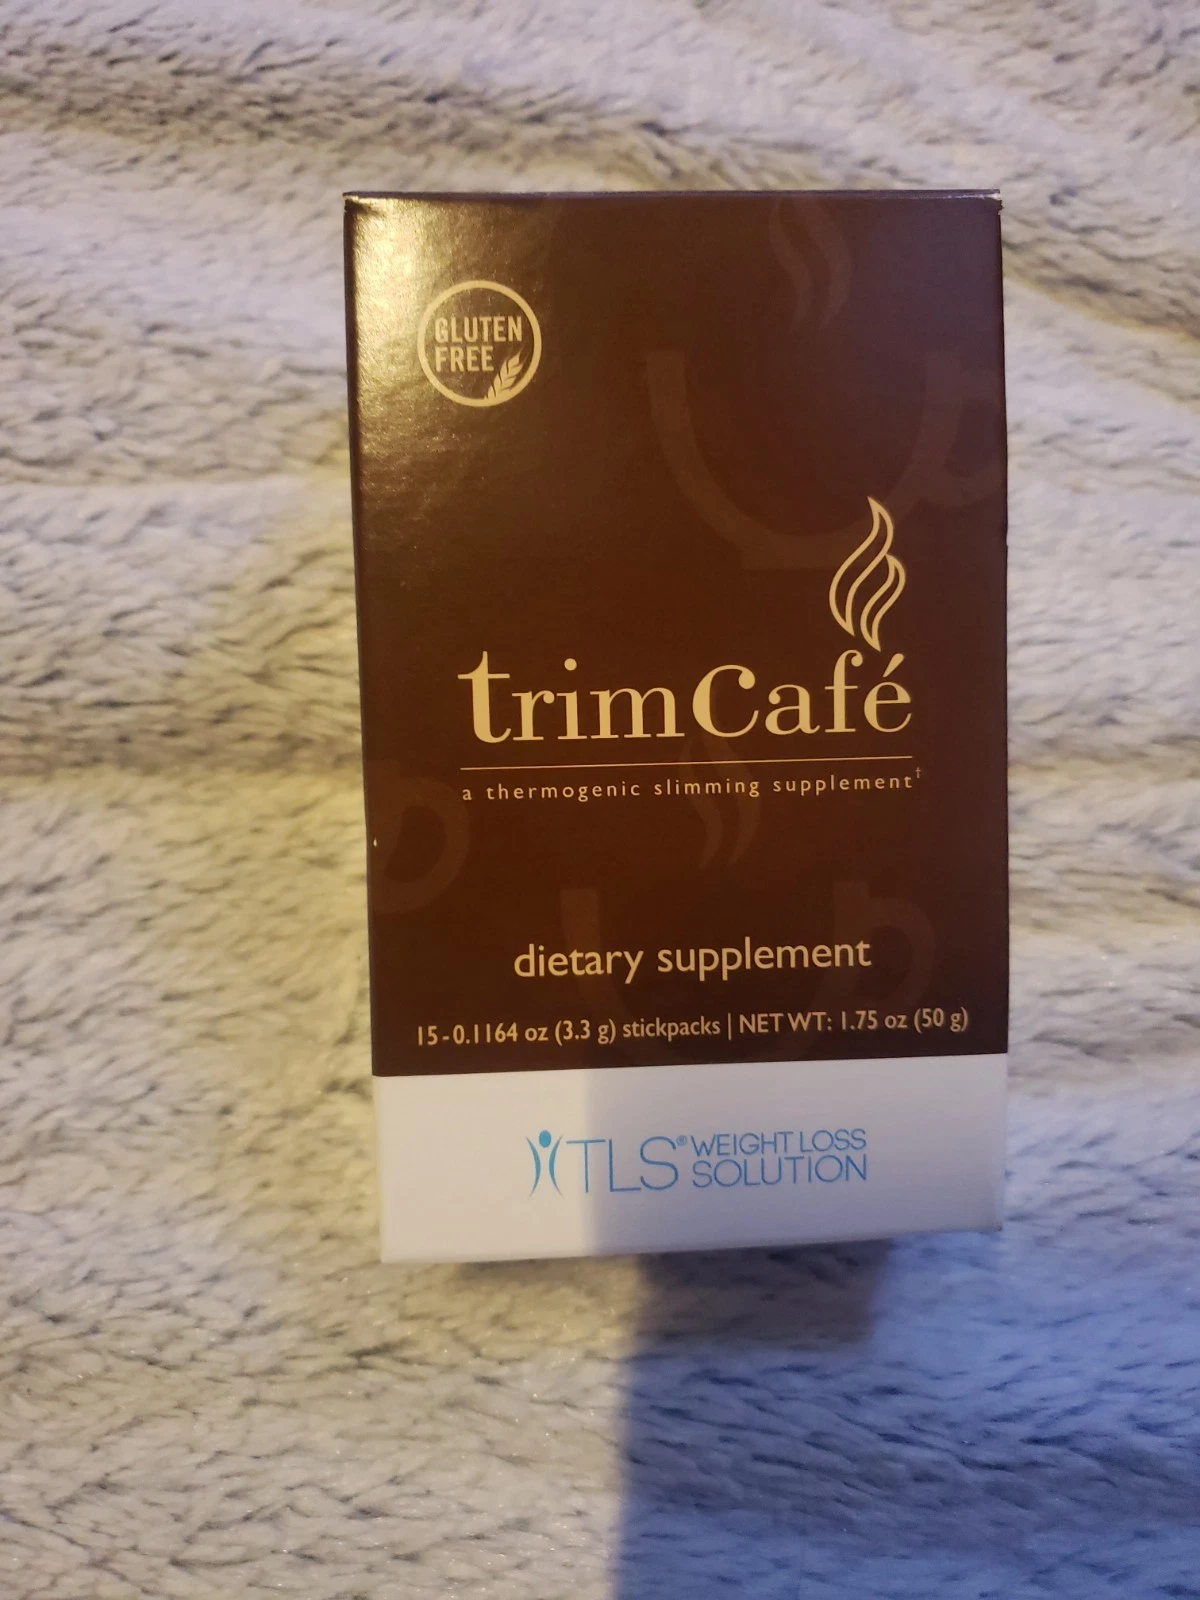 GLUTEN
FREE
trimCafé
a thermogenic slimming supplement†
dietary supplement
15-0.1164 oz (3.3 g) stickpacks | NET WT: 1.75 oz (50 g)
TLS® WEIGHT LOSS
SOLUTION